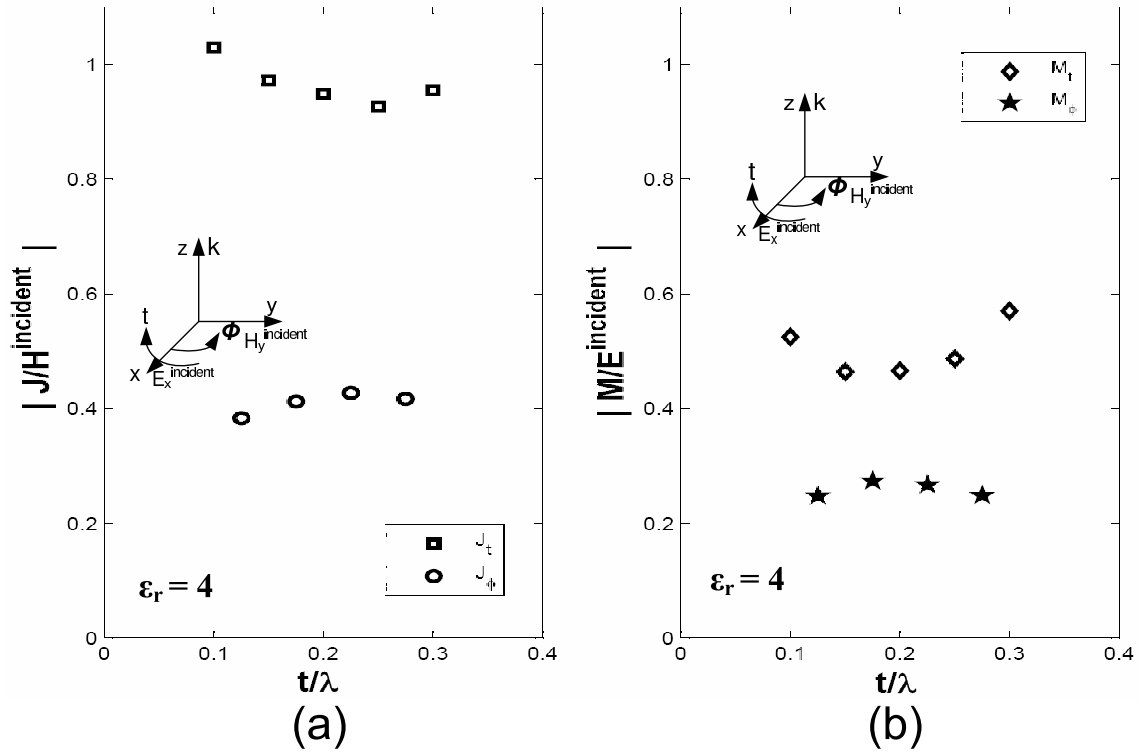 1
0.8
0.6
0.4
0.2
0
0 0.1 0.2 0.3 0.4
| J/H^incident |
t/λ
z k
y
t
ϕ H_y^incident
x E_x^incident
J_t
J_ϕ
ε_r = 4
(a)
1
0.8
0.6
0.4
0.2
0
0 0.1 0.2 0.3 0.4
| M/E^incident |
t/λ
M_t
M_ϕ
z k
y
t
ϕ H_y^incident
x E_x^incident
ε_r = 4
(b)